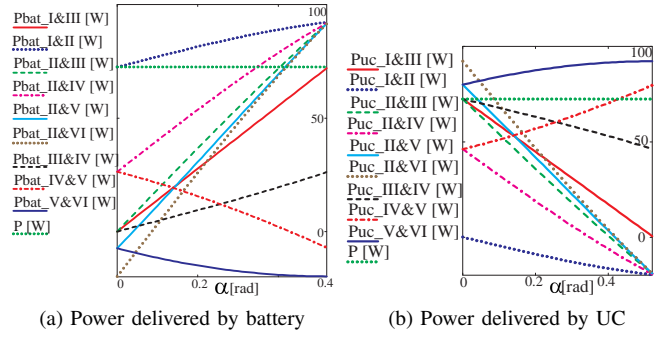 Pbat_I&III [W]
Pbat_I&II [W]
Pbat_II&III [W]
Pbat_II&IV [W]
Pbat_II&V [W]
Pbat_II&VI [W]
Pbat_III&IV [W]
Pbat_IV&V [W]
Pbat_V&VI [W]
P [W]
100
50
0
0
0.2
0.4
α[rad]
(a) Power delivered by battery
Puc_I&III [W]
Puc_I&II [W]
Puc_II&III [W]
Puc_II&IV [W]
Puc_II&V [W]
Puc_II&VI [W]
Puc_III&IV [W]
Puc_IV&V [W]
Puc_V&VI [W]
P [W]
100
50
0
0
0.2
α[rad]
(b) Power delivered by UC